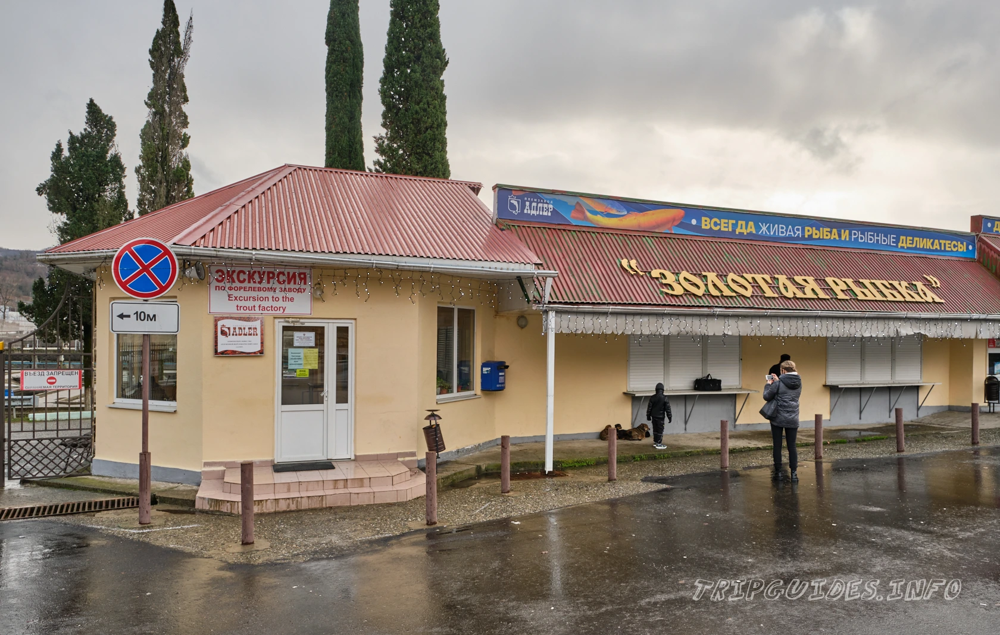 ПЛЕМЗАВОД
АДЛЕР
• ВСЕГДА ЖИВАЯ РЫБА И РЫБНЫЕ ДЕЛИКАТЕСЫ •
"ЗОЛОТАЯ РЫБКА"
ЭКСКУРСИЯ
ПО ФОРЕЛЕВОМУ ЗАВОДУ
Excursion to the
trout factory
ADLER
← 10м
ВЪЕЗД ЗАПРЕЩЕН
ОХРАНЯЕМАЯ ТЕРРИТОРИЯ
TRIPGUIDES.INFO